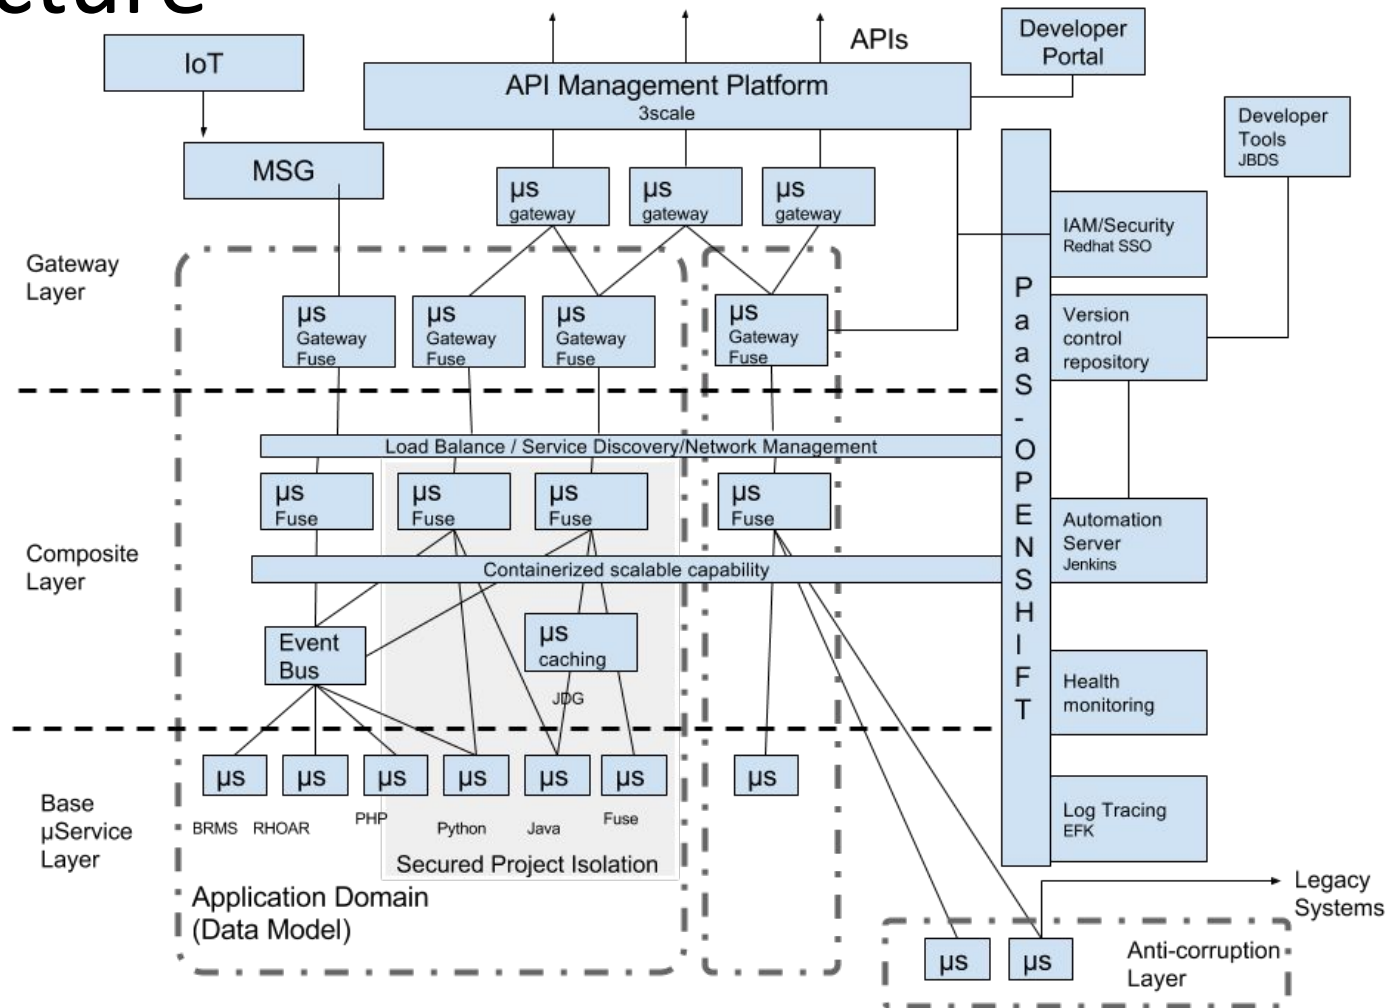 IoT
MSG
APIs
API Management Platform
3scale
Developer
Portal
Developer
Tools
JBDS
µs
gateway
µs
gateway
µs
gateway
Gateway
Layer
µs
Gateway
Fuse
µs
Gateway
Fuse
µs
Gateway
Fuse
µs
Gateway
Fuse
PaaS-OPENSHIFT
IAM/Security
Redhat SSO
Version
control
repository
Load Balance / Service Discovery/Network Management
µs
Fuse
µs
Fuse
µs
Fuse
µs
Fuse
Composite
Layer
Containerized scalable capability
Automation
Server
Jenkins
Event
Bus
µs
caching
JDG
Health
monitoring
Base
µService
Layer
µs
µs
µs
µs
µs
µs
µs
BRMS
RHOAR
PHP
Python
Java
Fuse
Log Tracing
EFK
Secured Project Isolation
Application Domain
(Data Model)
Legacy
Systems
µs
µs
Anti-corruption
Layer